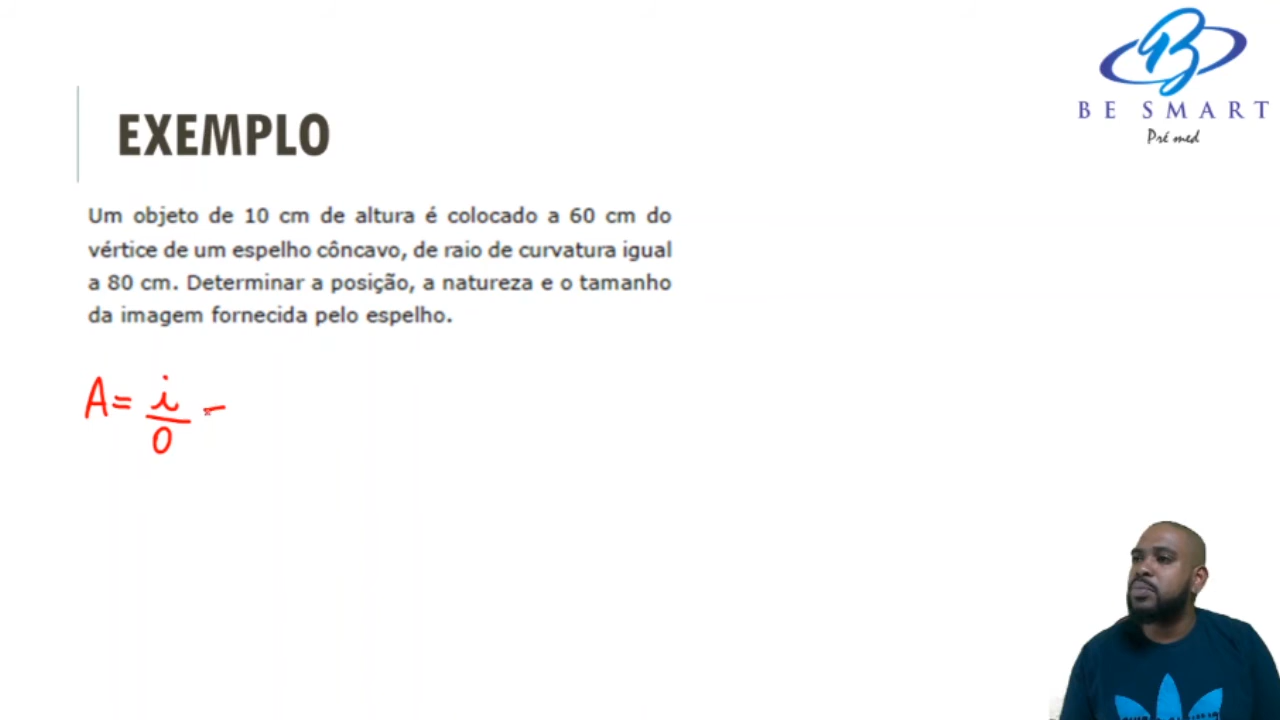 BE SMART
Pré med
EXEMPLO
Um objeto de 10 cm de altura é colocado a 60 cm do
vértice de um espelho côncavo, de raio de curvatura igual
a 80 cm. Determinar a posição, a natureza e o tamanho
da imagem fornecida pelo espelho.
A = i/o -